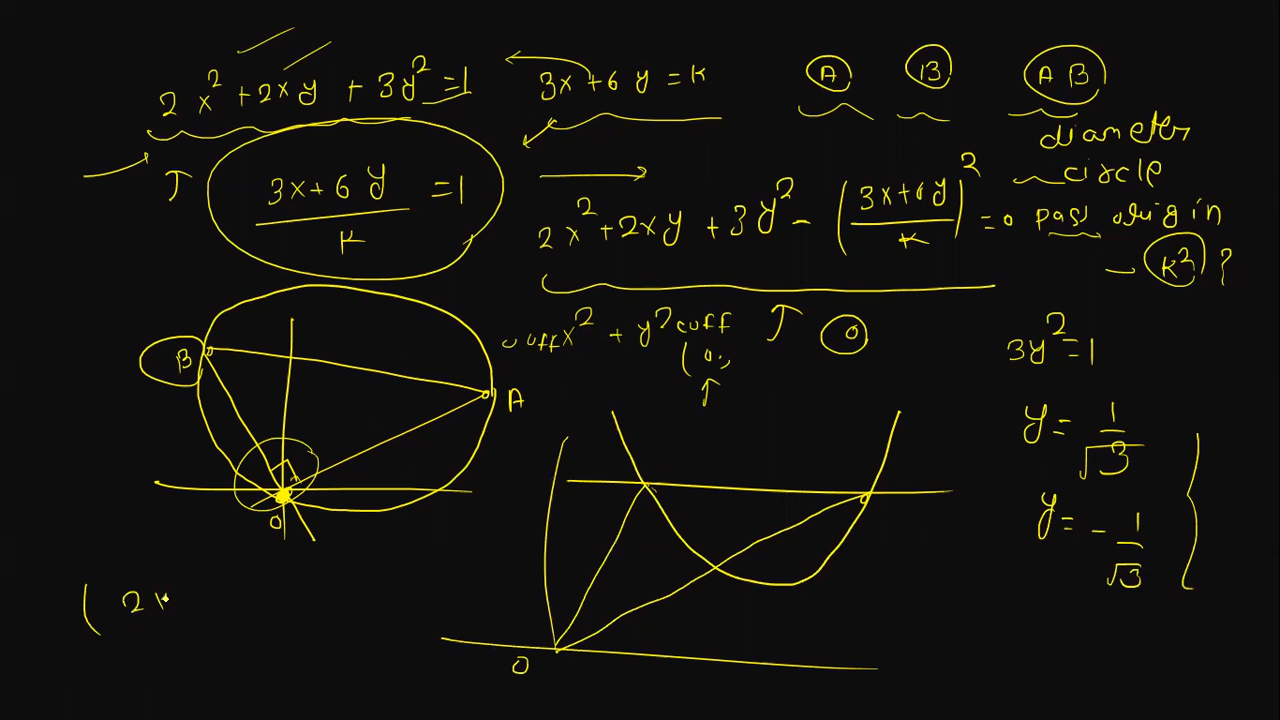 2x² + 2xy + 3y² = 1
3x + 6y = K
A
B
AB
diameter
circle
pass origin
K² ?
(3x + 6y)/K = 1
2x² + 2xy + 3y² - ((3x + 6y)/K)² = 0
coff x² + y² coff
0
3y² = 1
y = 1/√3
y = - 1/√3
B
A
O
O
( 2